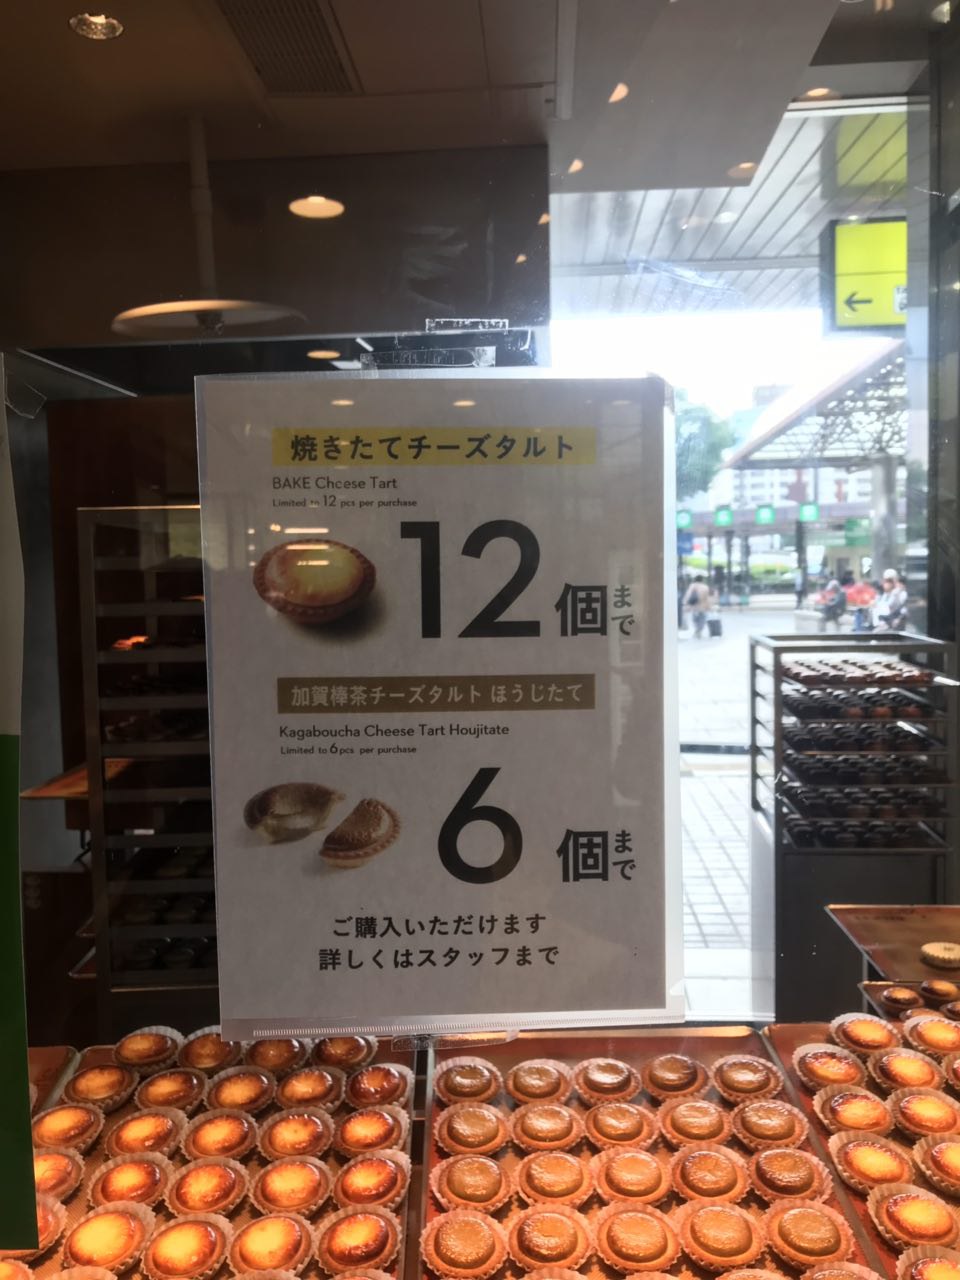 焼きたてチーズタルト
BAKE Cheese Tart
Limited to 12 pcs per purchase
12個まで
加賀棒茶チーズタルト ほうじたて
Kagaboucha Cheese Tart Houjitate
Limited to 6pcs per purchase
6個まで
ご購入いただけます
詳しくはスタッフまで